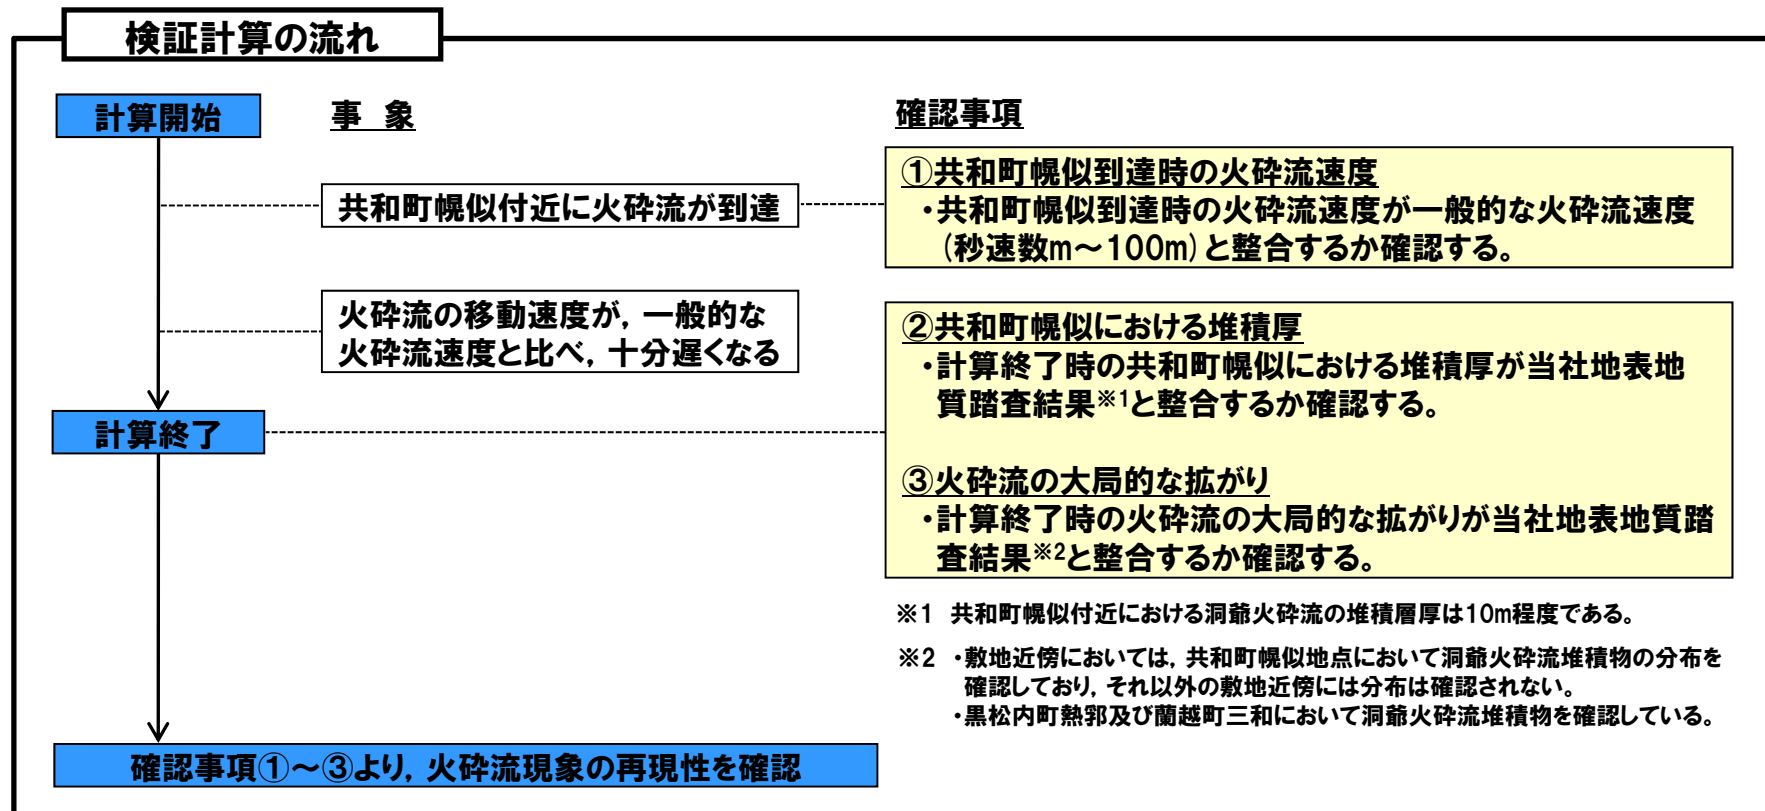 検証計算の流れ
計算開始
事 象
確認事項
共和町幌似付近に火砕流が到達
①共和町幌似到達時の火砕流速度
・共和町幌似到達時の火砕流速度が一般的な火砕流速度
(秒速数m～100m)と整合するか確認する。
火砕流の移動速度が，一般的な
火砕流速度と比べ，十分遅くなる
計算終了
②共和町幌似における堆積厚
・計算終了時の共和町幌似における堆積厚が当社地表地
質踏査結果※1と整合するか確認する。
③火砕流の大局的な拡がり
・計算終了時の火砕流の大局的な拡がりが当社地表地質踏
査結果※2と整合するか確認する。
※1 共和町幌似付近における洞爺火砕流の堆積層厚は10m程度である。
※2 ・敷地近傍においては，共和町幌似地点において洞爺火砕流堆積物の分布を
確認しており，それ以外の敷地近傍には分布は確認されない。
・黒松内町熱郛及び蘭越町三和において洞爺火砕流堆積物を確認している。
確認事項①～③より，火砕流現象の再現性を確認